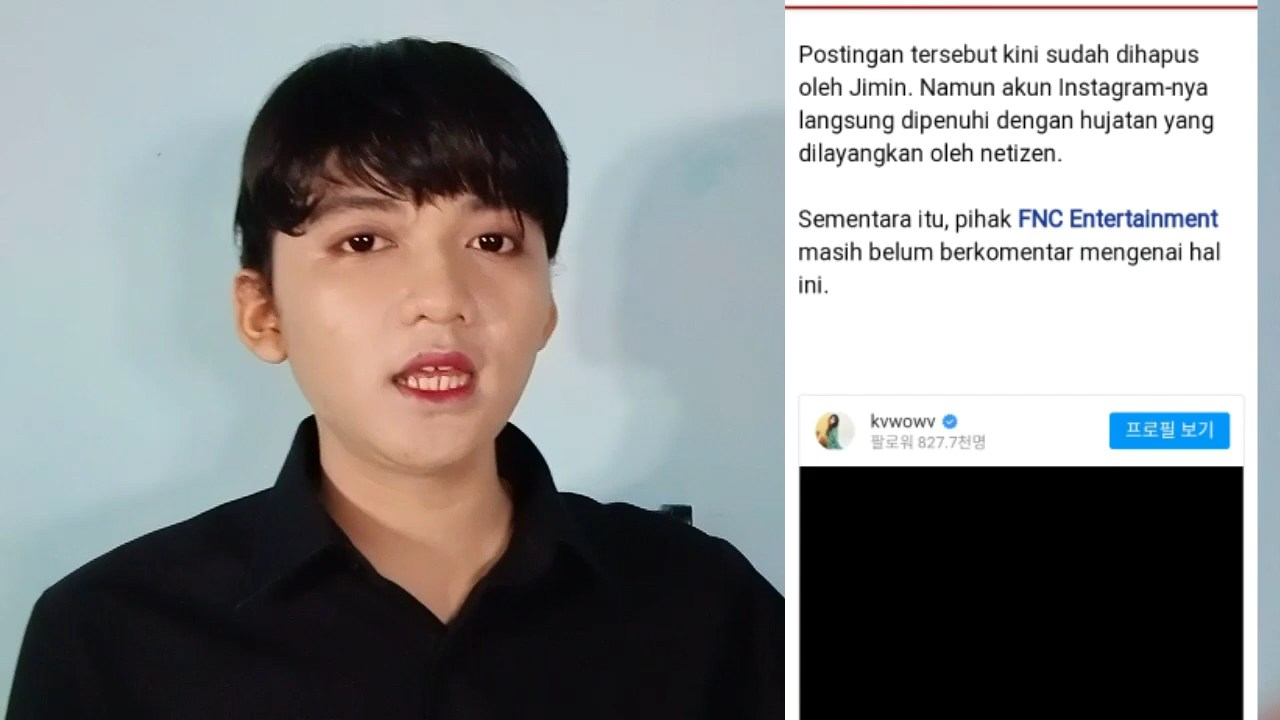 Postingan tersebut kini sudah dihapus
oleh Jimin. Namun akun Instagram-nya
langsung dipenuhi dengan hujatan yang
dilayangkan oleh netizen.
Sementara itu, pihak FNC Entertainment
masih belum berkomentar mengenai hal
ini.
kvwowv
팔로워 827.7천명
프로필 보기